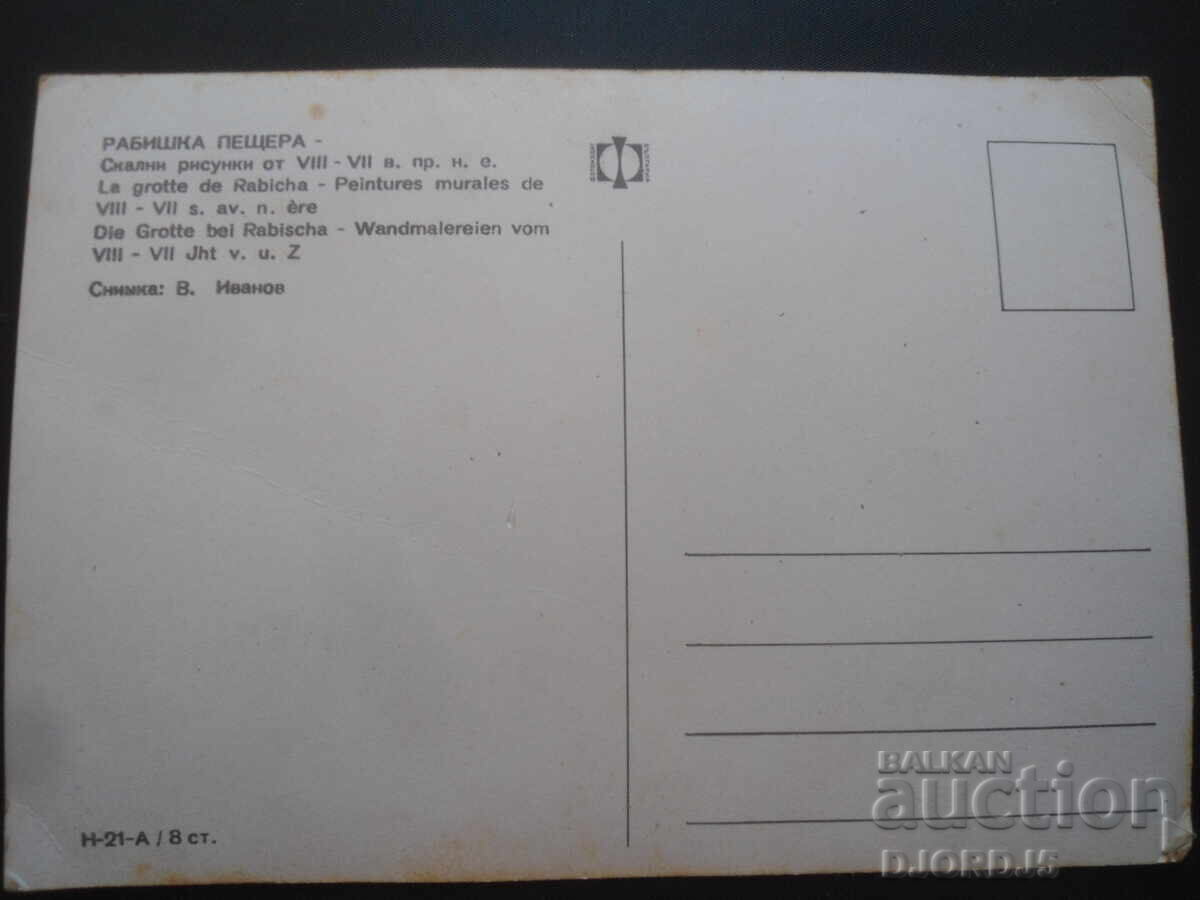 РАБИШКА ПЕЩЕРА -
Скални рисунки от VIII - VII в. пр. н. е.
La grotte de Rabicha - Peintures murales de
VIII - VII s. av. n. ère
Die Grotte bei Rabischa - Wandmalereien vom
VIII - VII Jht v. u. Z
Снимка: В. Иванов
Н-21-А / 8 ст.
BALKAN
auction
DJORDJ5